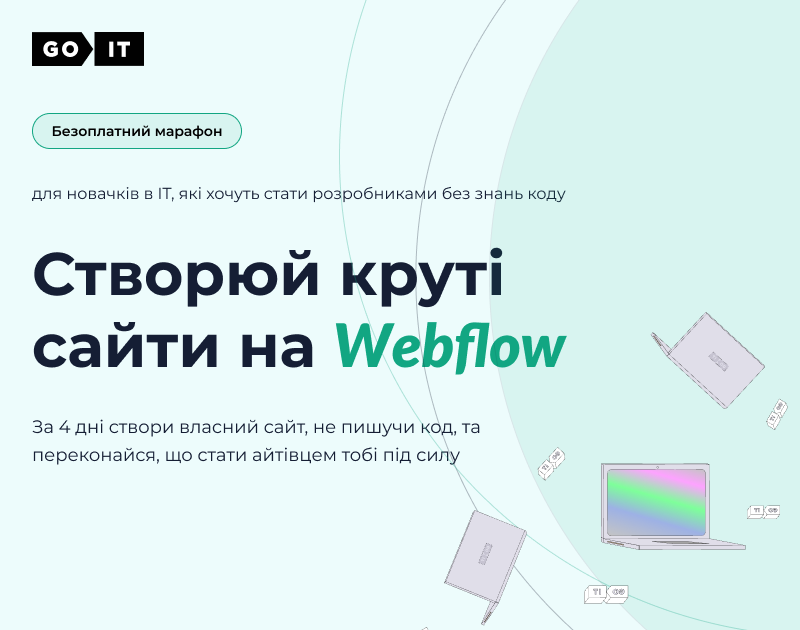 GO IT
Безоплатний марафон
для новачків в ІТ, які хочуть стати розробниками без знань коду
Створюй круті
сайти на Webflow
За 4 дні створи власний сайт, не пишучи код, та
переконайся, що стати айтівцем тобі під силу